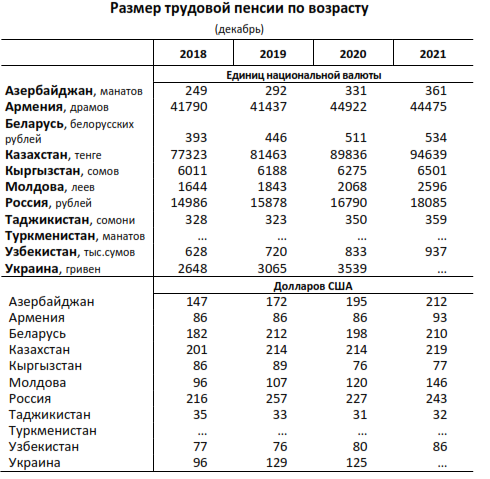 Размер трудовой пенсии по возрасту
(декабрь)
2018 2019 2020 2021
Единиц национальной валюты
Азербайджан, манатов 249 292 331 361
Армения, драмов 41790 41437 44922 44475
Беларусь, белорусских
рублей 393 446 511 534
Казахстан, тенге 77323 81463 89836 94639
Кыргызстан, сомов 6011 6188 6275 6501
Молдова, леев 1644 1843 2068 2596
Россия, рублей 14986 15878 16790 18085
Таджикистан, сомони 328 323 350 359
Туркменистан, манатов ... ... ... ...
Узбекистан, тыс.сумов 628 720 833 937
Украина, гривен 2648 3065 3539 ...
Долларов США
Азербайджан 147 172 195 212
Армения 86 86 86 93
Беларусь 182 212 198 210
Казахстан 201 214 214 219
Кыргызстан 86 89 76 77
Молдова 96 107 120 146
Россия 216 257 227 243
Таджикистан 35 33 31 32
Туркменистан ... ... ... ...
Узбекистан 77 76 80 86
Украина 96 129 125 ...